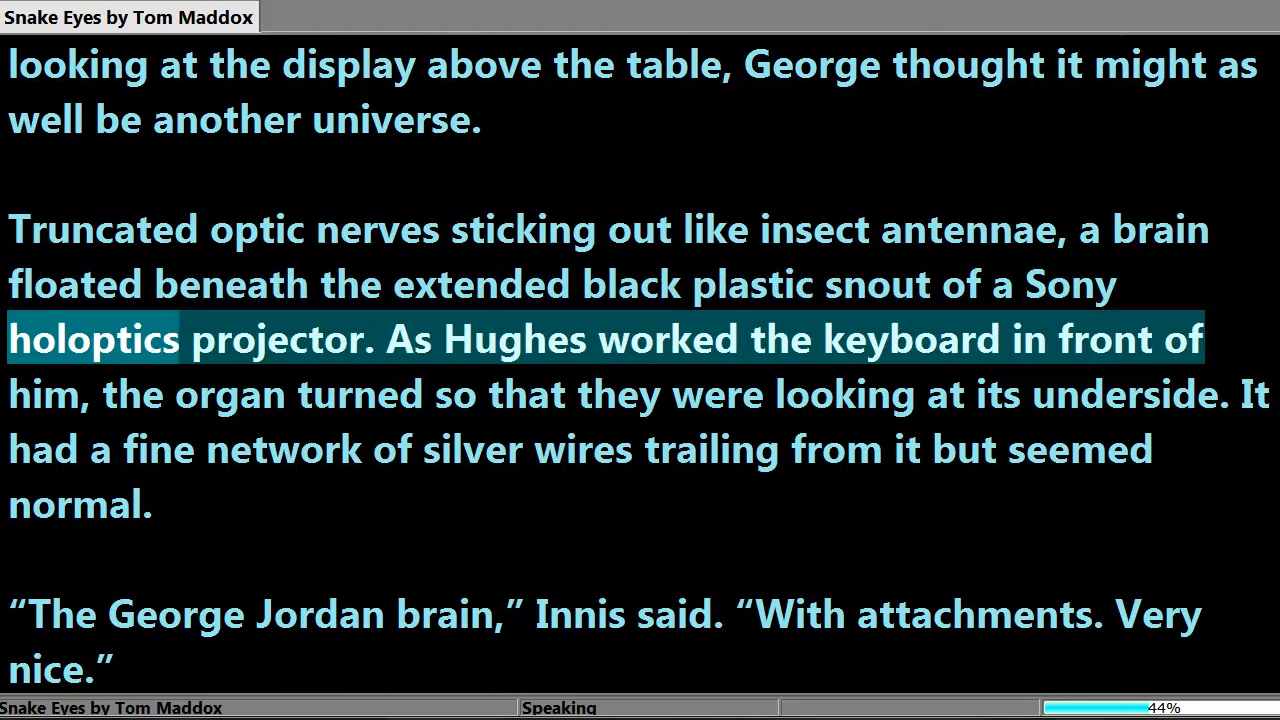 Snake Eyes by Tom Maddox
looking at the display above the table, George thought it might as
well be another universe.
Truncated optic nerves sticking out like insect antennae, a brain
floated beneath the extended black plastic snout of a Sony
holoptics projector. As Hughes worked the keyboard in front of
him, the organ turned so that they were looking at its underside. It
had a fine network of silver wires trailing from it but seemed
normal.
“The George Jordan brain,” Innis said. “With attachments. Very
nice.”
Snake Eyes by Tom Maddox Speaking 44%